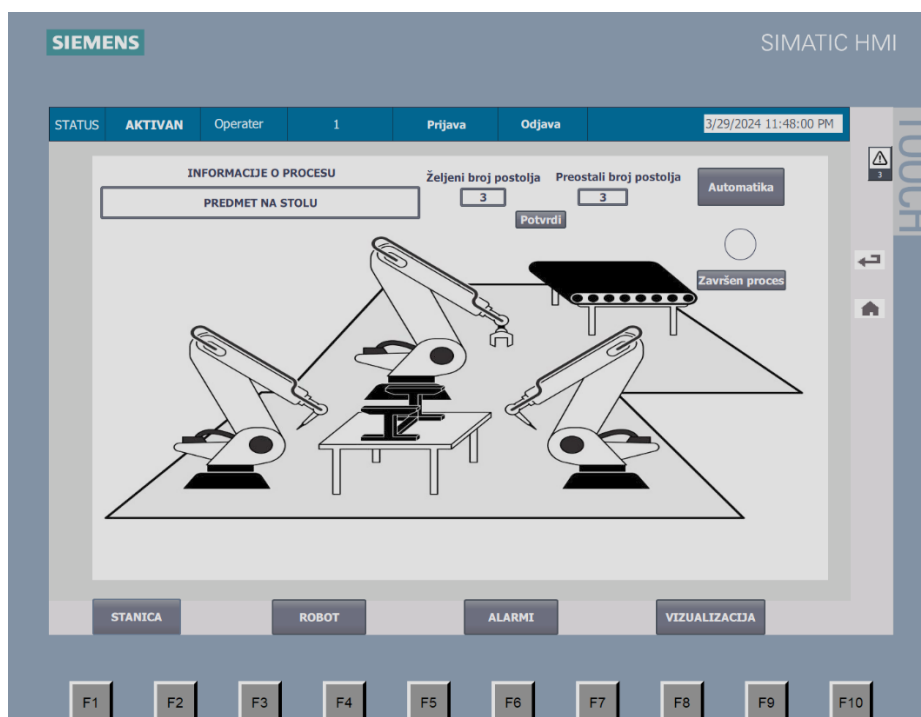 SIEMENS
SIMATIC HMI
TOUCH
STATUS AKTIVAN Operater 1 Prijava Odjava 3/29/2024 11:48:00 PM
3
INFORMACIJE O PROCESU
PREDMET NA STOLU
Željeni broj postolja Preostali broj postolja
3 3
Potvrdi
Automatika
Završen proces
STANICA ROBOT ALARMI VIZUALIZACIJA
F1 F2 F3 F4 F5 F6 F7 F8 F9 F10